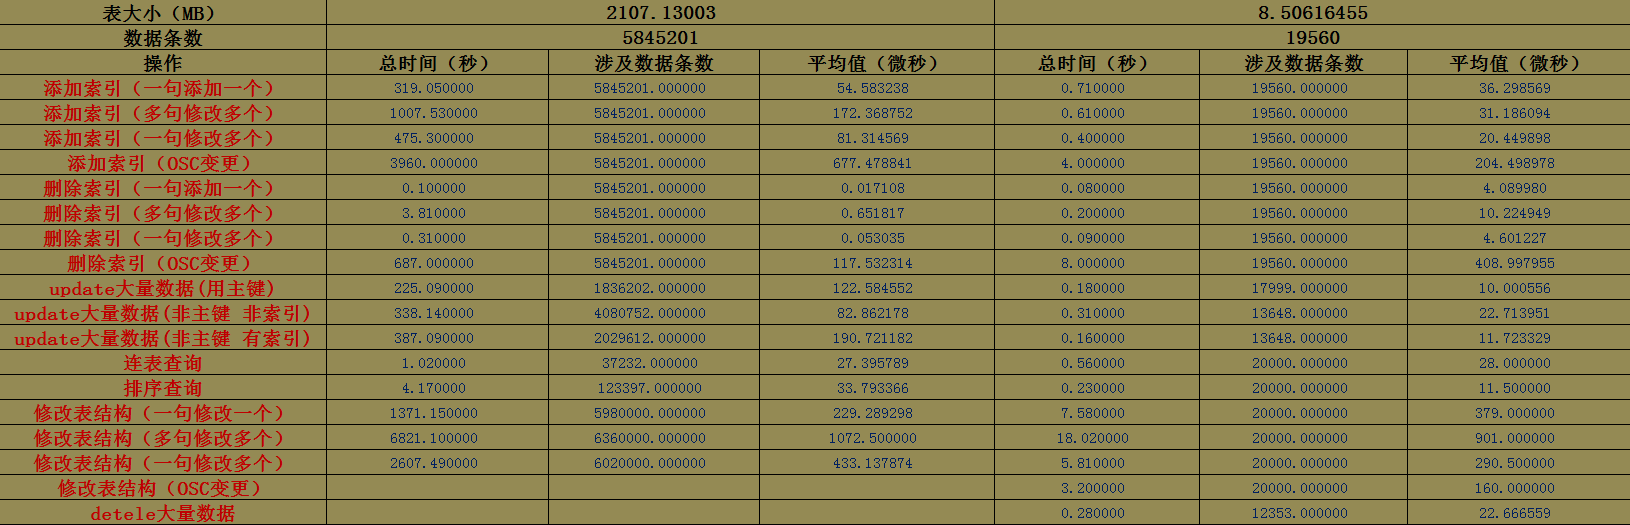 表大小（MB） 2107.13003 8.50616455
数据条数 5845201 19560
操作 总时间（秒） 涉及数据条数 平均值（微秒） 总时间（秒） 涉及数据条数 平均值（微秒）
添加索引（一句添加一个） 319.050000 5845201.000000 54.583238 0.710000 19560.000000 36.298569
添加索引（多句修改多个） 1007.530000 5845201.000000 172.368752 0.610000 19560.000000 31.186094
添加索引（一句修改多个） 475.300000 5845201.000000 81.314569 0.400000 19560.000000 20.449898
添加索引（OSC变更） 3960.000000 5845201.000000 677.478841 4.000000 19560.000000 204.498978
删除索引（一句添加一个） 0.100000 5845201.000000 0.017108 0.080000 19560.000000 4.089980
删除索引（多句修改多个） 3.810000 5845201.000000 0.651817 0.200000 19560.000000 10.224949
删除索引（一句修改多个） 0.310000 5845201.000000 0.053035 0.090000 19560.000000 4.601227
删除索引（OSC变更） 687.000000 5845201.000000 117.532314 8.000000 19560.000000 408.997955
update大量数据(用主键) 225.090000 1836202.000000 122.584552 0.180000 17999.000000 10.000556
update大量数据(非主键 非索引) 338.140000 4080752.000000 82.862178 0.310000 13648.000000 22.713951
update大量数据(非主键 有索引) 387.090000 2029612.000000 190.721182 0.160000 13648.000000 11.723329
连表查询 1.020000 37232.000000 27.395789 0.560000 20000.000000 28.000000
排序查询 4.170000 123397.000000 33.793366 0.230000 20000.000000 11.500000
修改表结构（一句修改一个） 1371.150000 5980000.000000 229.289298 7.580000 20000.000000 379.000000
修改表结构（多句修改多个） 6821.100000 6360000.000000 1072.500000 18.020000 20000.000000 901.000000
修改表结构（一句修改多个） 2607.490000 6020000.000000 433.137874 5.810000 20000.000000 290.500000
修改表结构（OSC变更） 3.200000 20000.000000 160.000000
detele大量数据 0.280000 12353.000000 22.666559